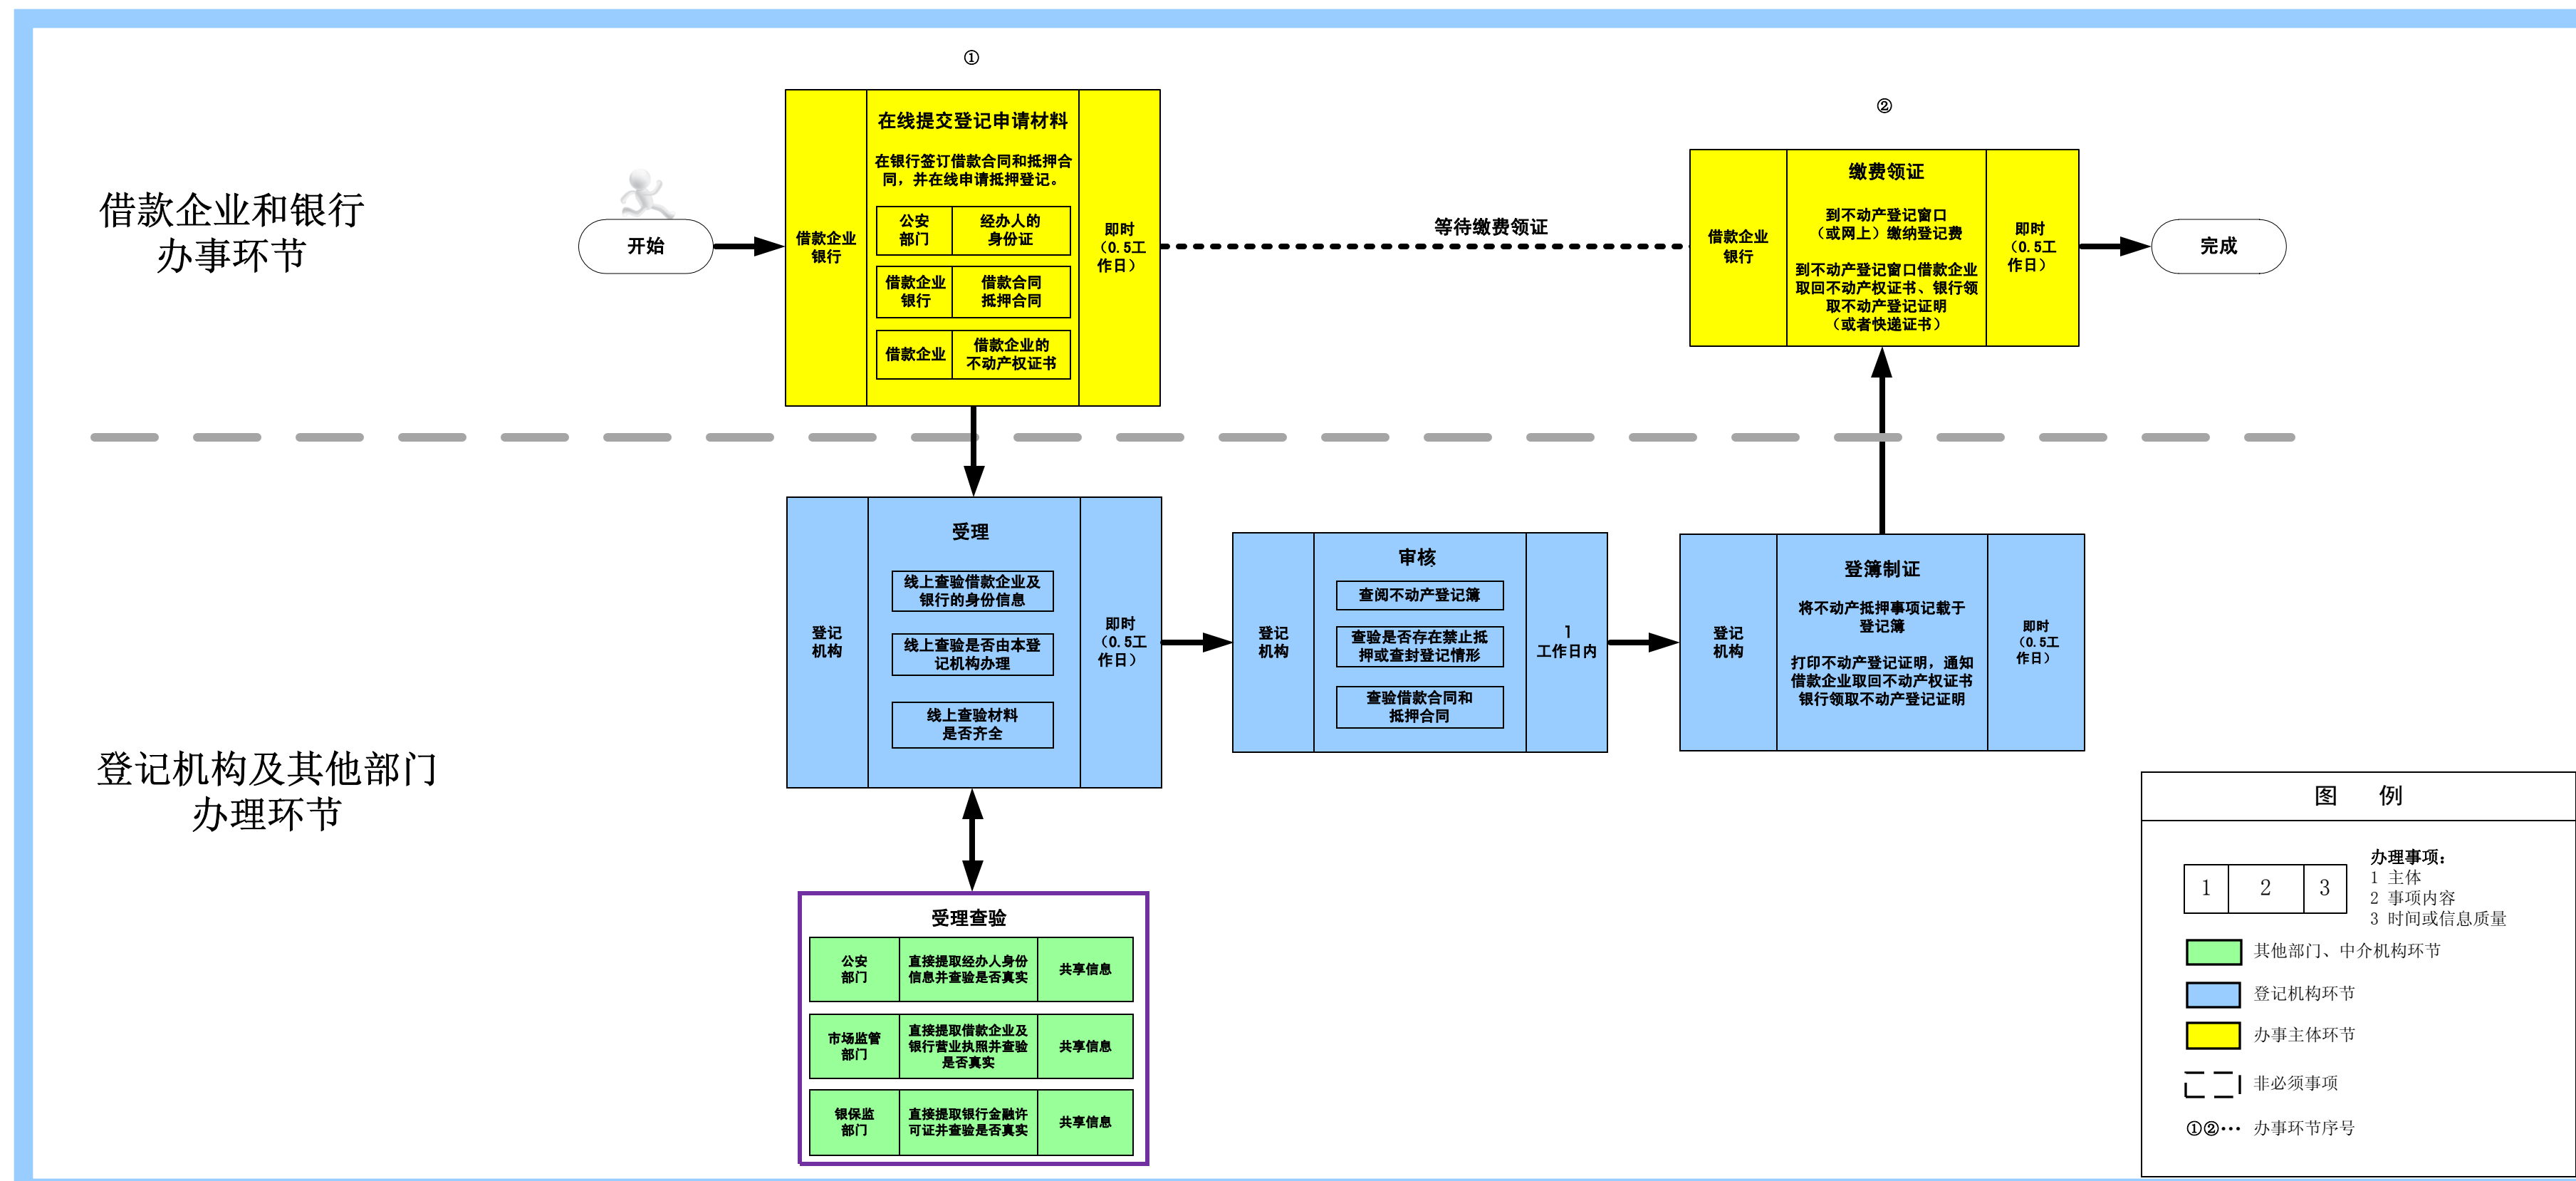 借款企业和银行
办事环节
开始
①
借款企业
银行
在线提交登记申请材料
在银行签订借款合同和抵押合
同，并在线申请抵押登记。
公安
部门
经办人的
身份证
借款企业
银行
借款合同
抵押合同
借款企业
借款企业的
不动产权证书
即时
（0.5工
作日）
等待缴费领证
②
借款企业
银行
缴费领证
到不动产登记窗口
（或网上）缴纳登记费
到不动产登记窗口借款企业
取回不动产权证书、银行领
取不动产登记证明
（或者快递证书）
即时
（0.5工
作日）
完成
登记机构及其他部门
办理环节
登记
机构
受理
线上查验借款企业及
银行的身份信息
线上查验是否由本登
记机构办理
线上查验材料
是否齐全
即时
（0.5工
作日）
登记
机构
审核
查阅不动产登记簿
查验是否存在禁止抵
押或查封登记情形
查验借款合同和
抵押合同
1
工作日内
登记
机构
登簿制证
将不动产抵押事项记载于
登记簿
打印不动产登记证明，通知
借款企业取回不动产权证书
银行领取不动产登记证明
即时
（0.5工
作日）
受理查验
公安
部门
直接提取经办人身份
信息并查验是否真实
共享信息
市场监管
部门
直接提取借款企业及
银行营业执照并查验
是否真实
共享信息
银保监
部门
直接提取银行金融许
可证并查验是否真实
共享信息
图 例
1 2 3
办理事项：
1 主体
2 事项内容
3 时间或信息质量
其他部门、中介机构环节
登记机构环节
办事主体环节
非必须事项
①②… 办事环节序号